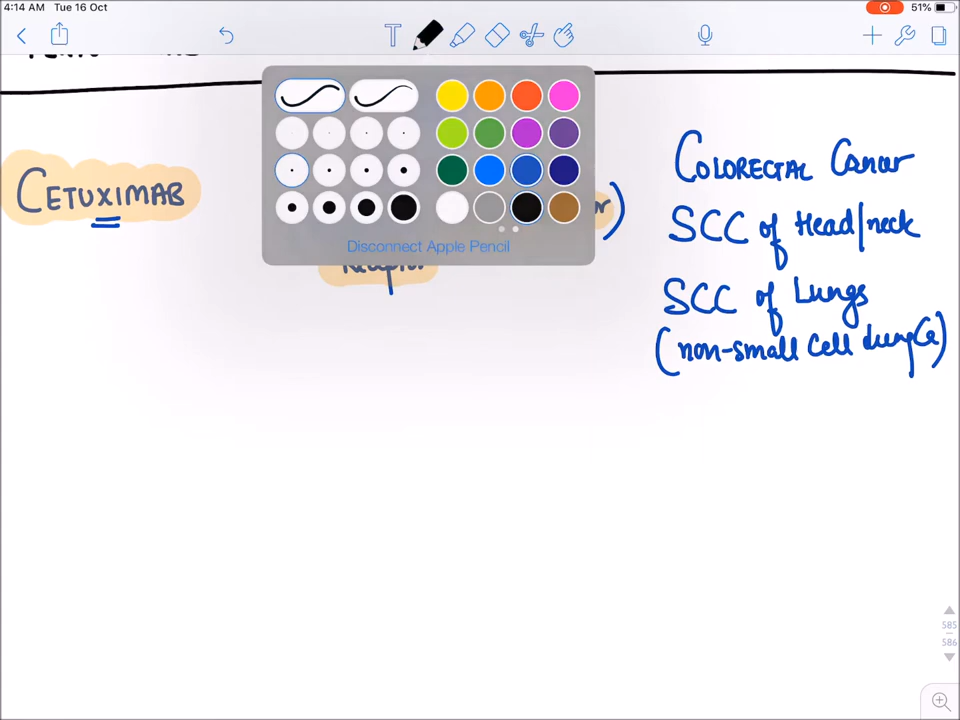 4:14 AM Tue 16 Oct
51%
T
CETUXIMAB
Receptor
Disconnect Apple Pencil
COLORECTAL Cancer
SCC of Head/neck
SCC of Lungs
(non-small Cell Lung Ca)
585
586